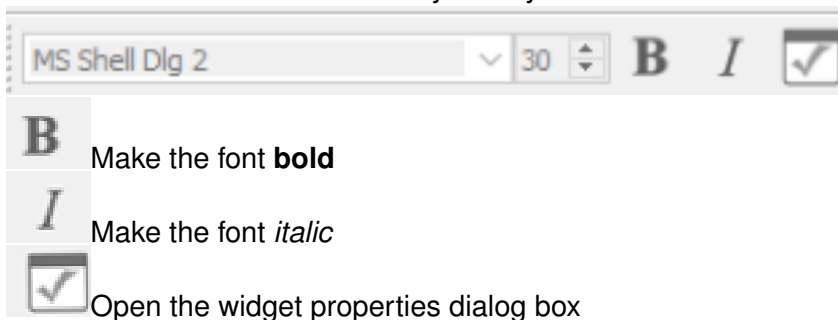 MS Shell Dlg 2 30 B I
B Make the font bold
I Make the font italic
Open the widget properties dialog box